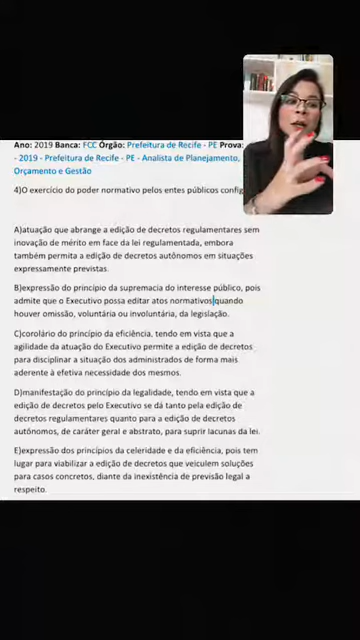 Ano: 2019 Banca: FCC Órgão: Prefeitura de Recife - PE Prova:
- 2019 - Prefeitura de Recife - PE - Analista de Planejamento,
Orçamento e Gestão
4)O exercício do poder normativo pelos entes públicos config
A)atuação que abrange a edição de decretos regulamentares sem
inovação de mérito em face da lei regulamentada, embora
também permita a edição de decretos autônomos em situações
expressamente previstas.
B)expressão do princípio da supremacia do interesse público, pois
admite que o Executivo possa editar atos normativos quando
houver omissão, voluntária ou involuntária, da legislação.
C)corolário do princípio da eficiência, tendo em vista que a
agilidade da atuação do Executivo permite a edição de decretos
para disciplinar a situação dos administrados de forma mais
aderente à efetiva necessidade dos mesmos.
D)manifestação do princípio da legalidade, tendo em vista que a
edição de decretos pelo Executivo se dá tanto pela edição de
decretos regulamentares quanto para a edição de decretos
autônomos, de caráter geral e abstrato, para suprir lacunas da lei.
E)expressão dos princípios da celeridade e da eficiência, pois tem
lugar para viabilizar a edição de decretos que veiculem soluções
para casos concretos, diante da inexistência de previsão legal a
respeito.